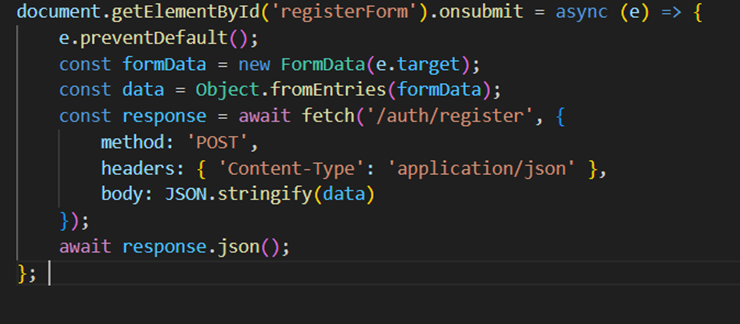 document.getElementById('registerForm').onsubmit = async (e) => {
    e.preventDefault();
    const formData = new FormData(e.target);
    const data = Object.fromEntries(formData);
    const response = await fetch('/auth/register', {
        method: 'POST',
        headers: { 'Content-Type': 'application/json' },
        body: JSON.stringify(data)
    });
    await response.json();
};